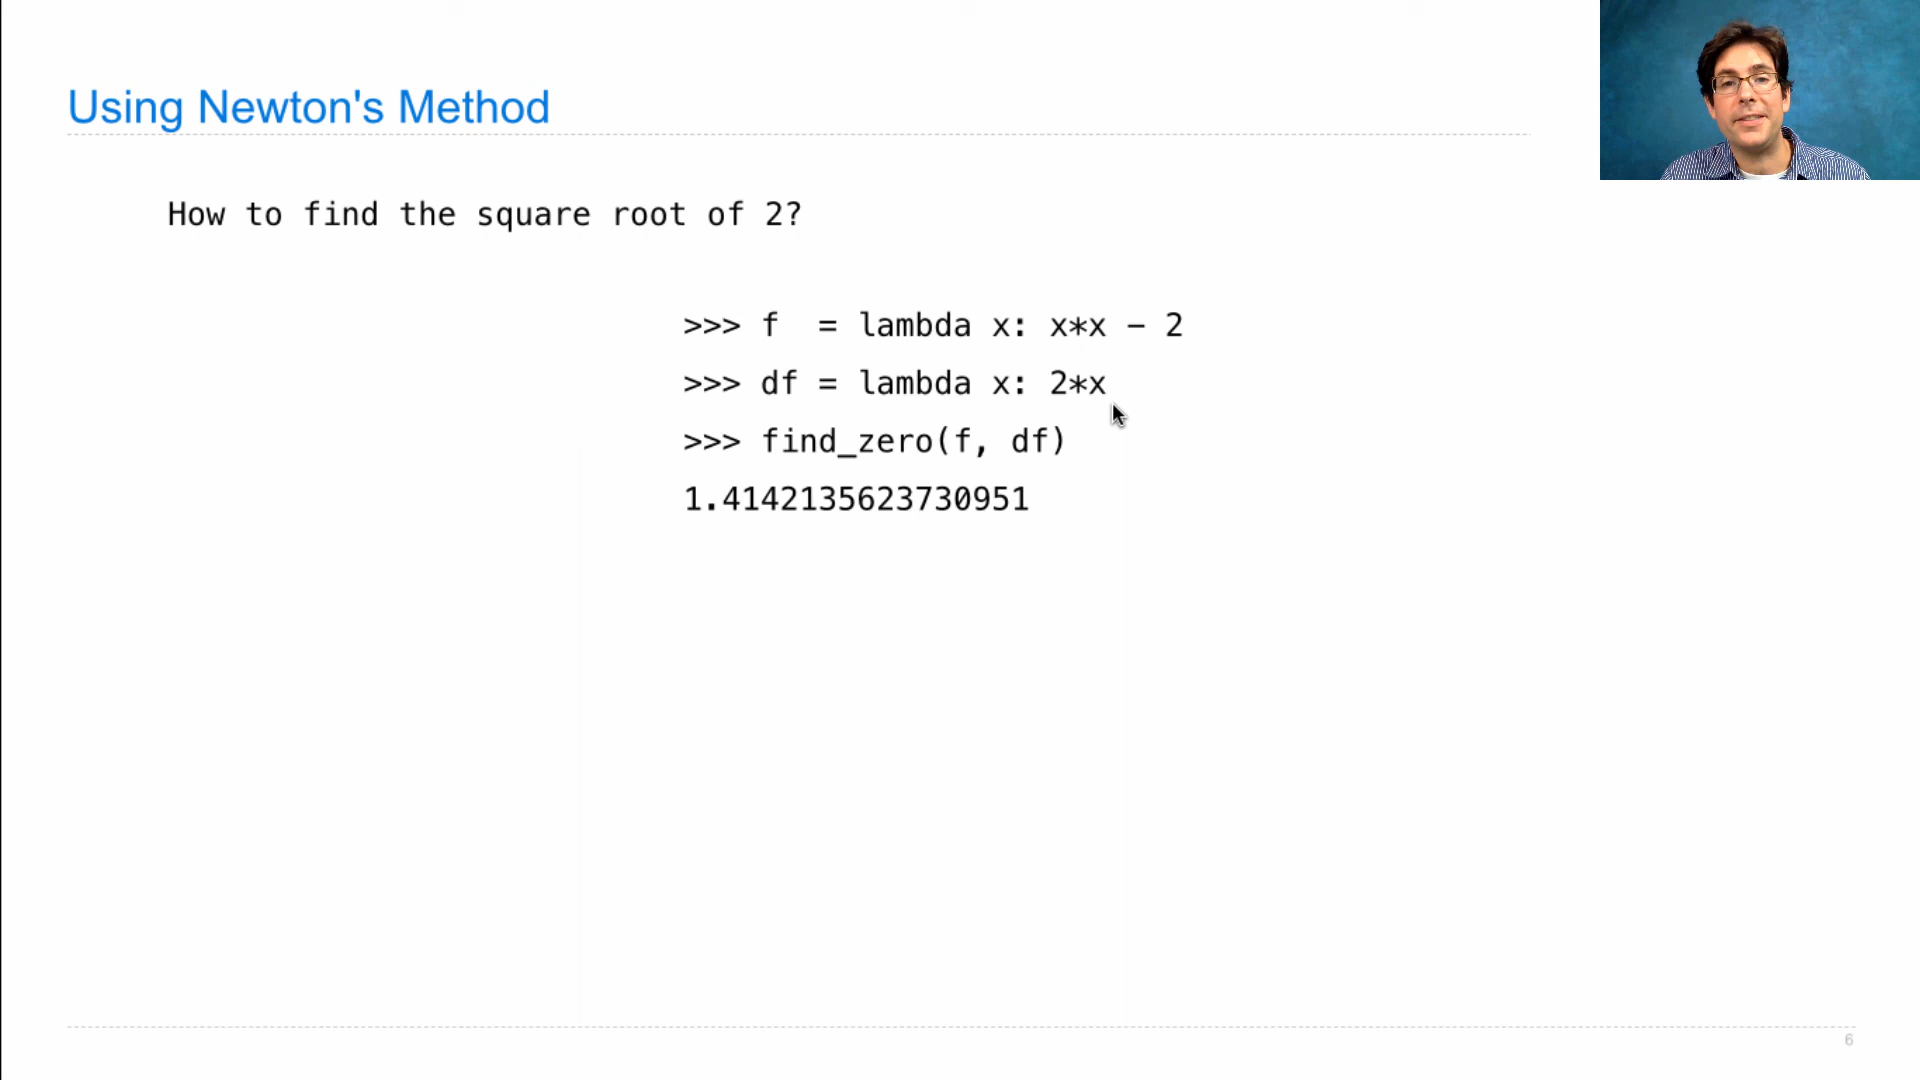 Using Newton's Method
How to find the square root of 2?
>>> f  = lambda x: x*x - 2
>>> df = lambda x: 2*x
>>> find_zero(f, df)
1.4142135623730951
6